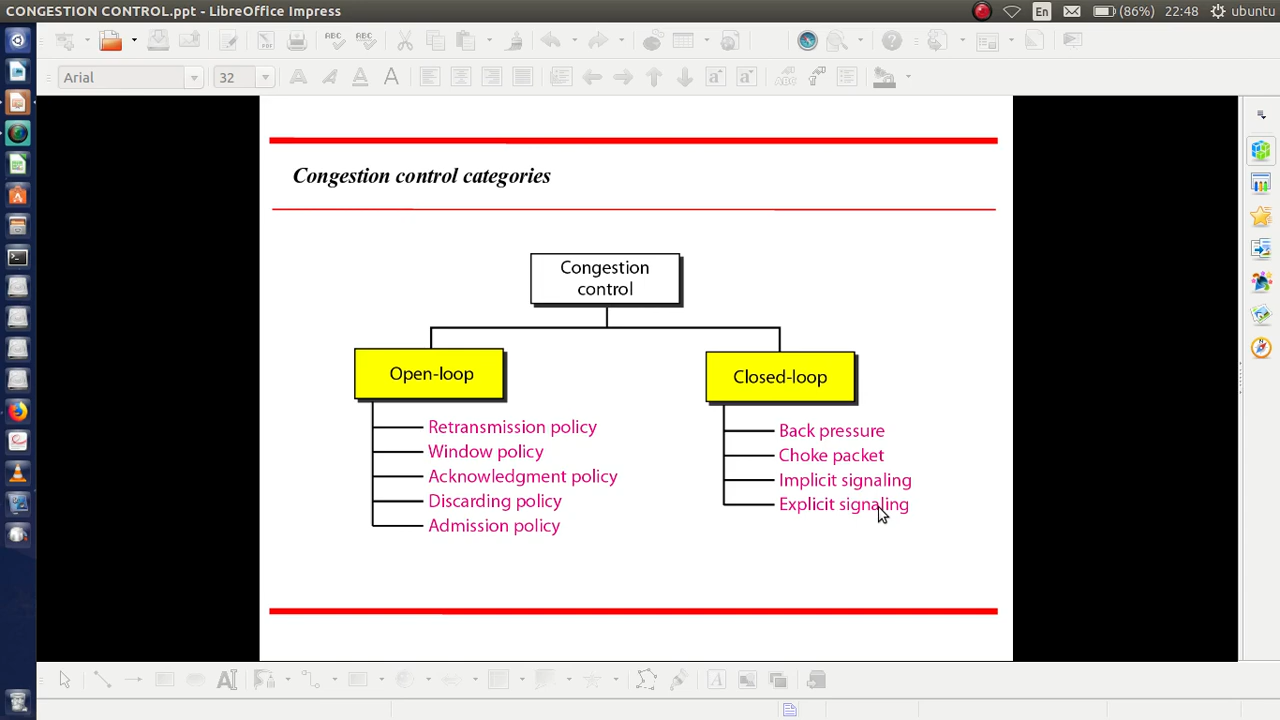 CONGESTION CONTROL.ppt - LibreOffice Impress
En
(86%)
22:48
ubuntu
Arial
32
Congestion control categories
Congestion
control
Open-loop
Closed-loop
Retransmission policy
Window policy
Acknowledgment policy
Discarding policy
Admission policy
Back pressure
Choke packet
Implicit signaling
Explicit signaling